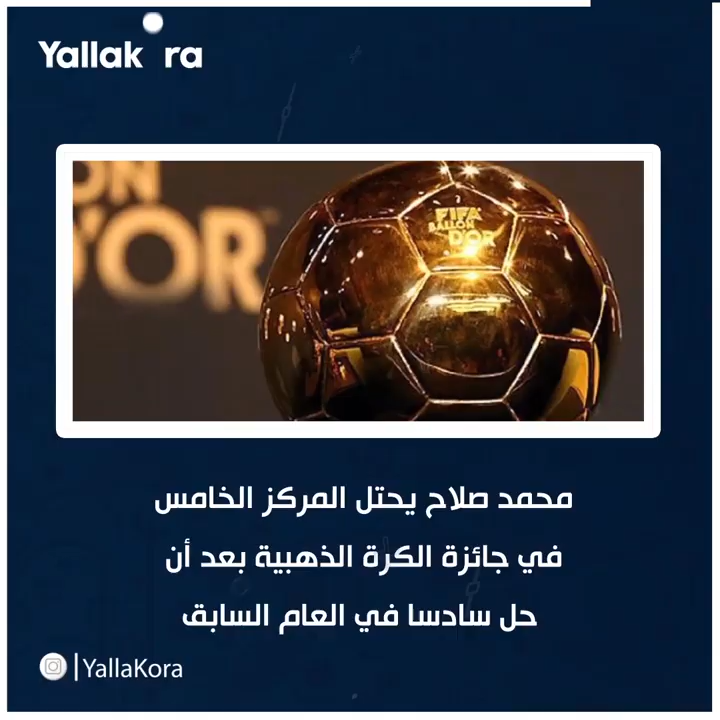 Yallak ra
ON
D'OR
FIFA
BALLON
D'OR
محمد صلاح يحتل المركز الخامس
في جائزة الكرة الذهبية بعد أن
حل سادسا في العام السابق
|YallaKora